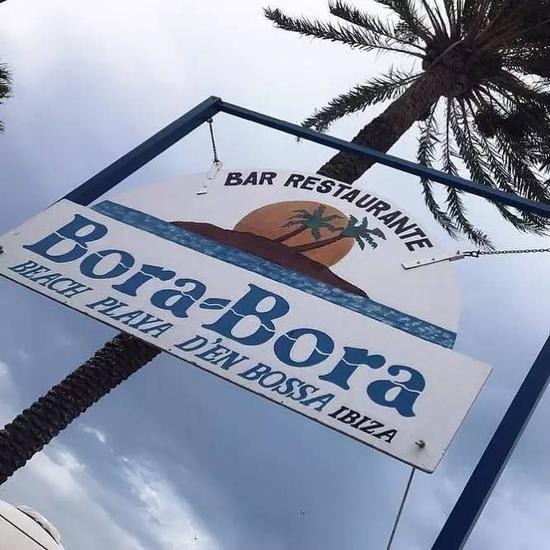 BAR RESTAURANTE
Bora-Bora
BEACH PLAYA D'EN BOSSA IBIZA